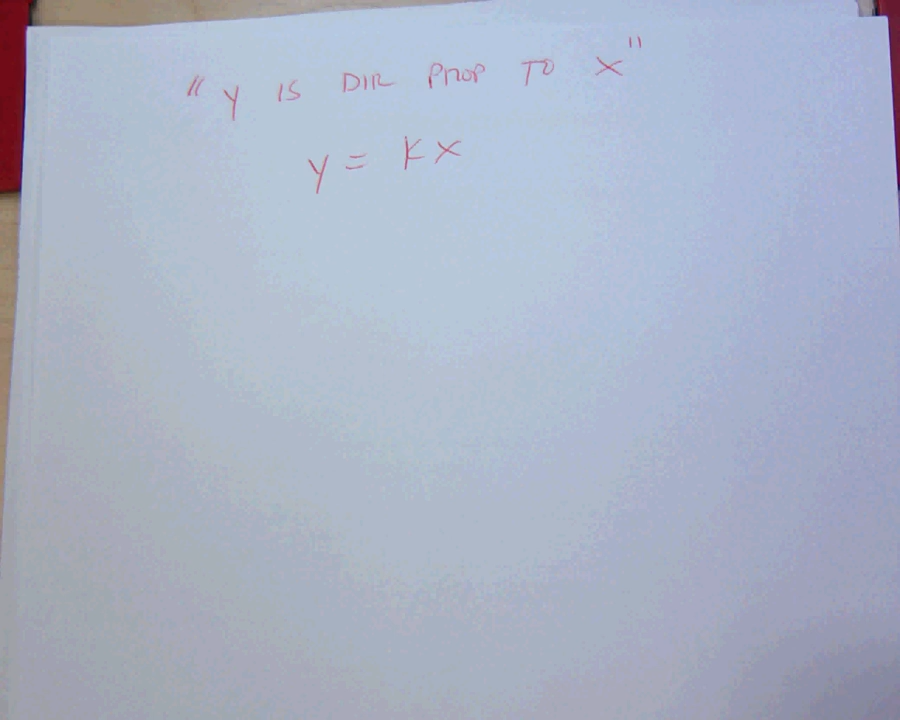 " y IS DIR PROP TO x "
y = kx